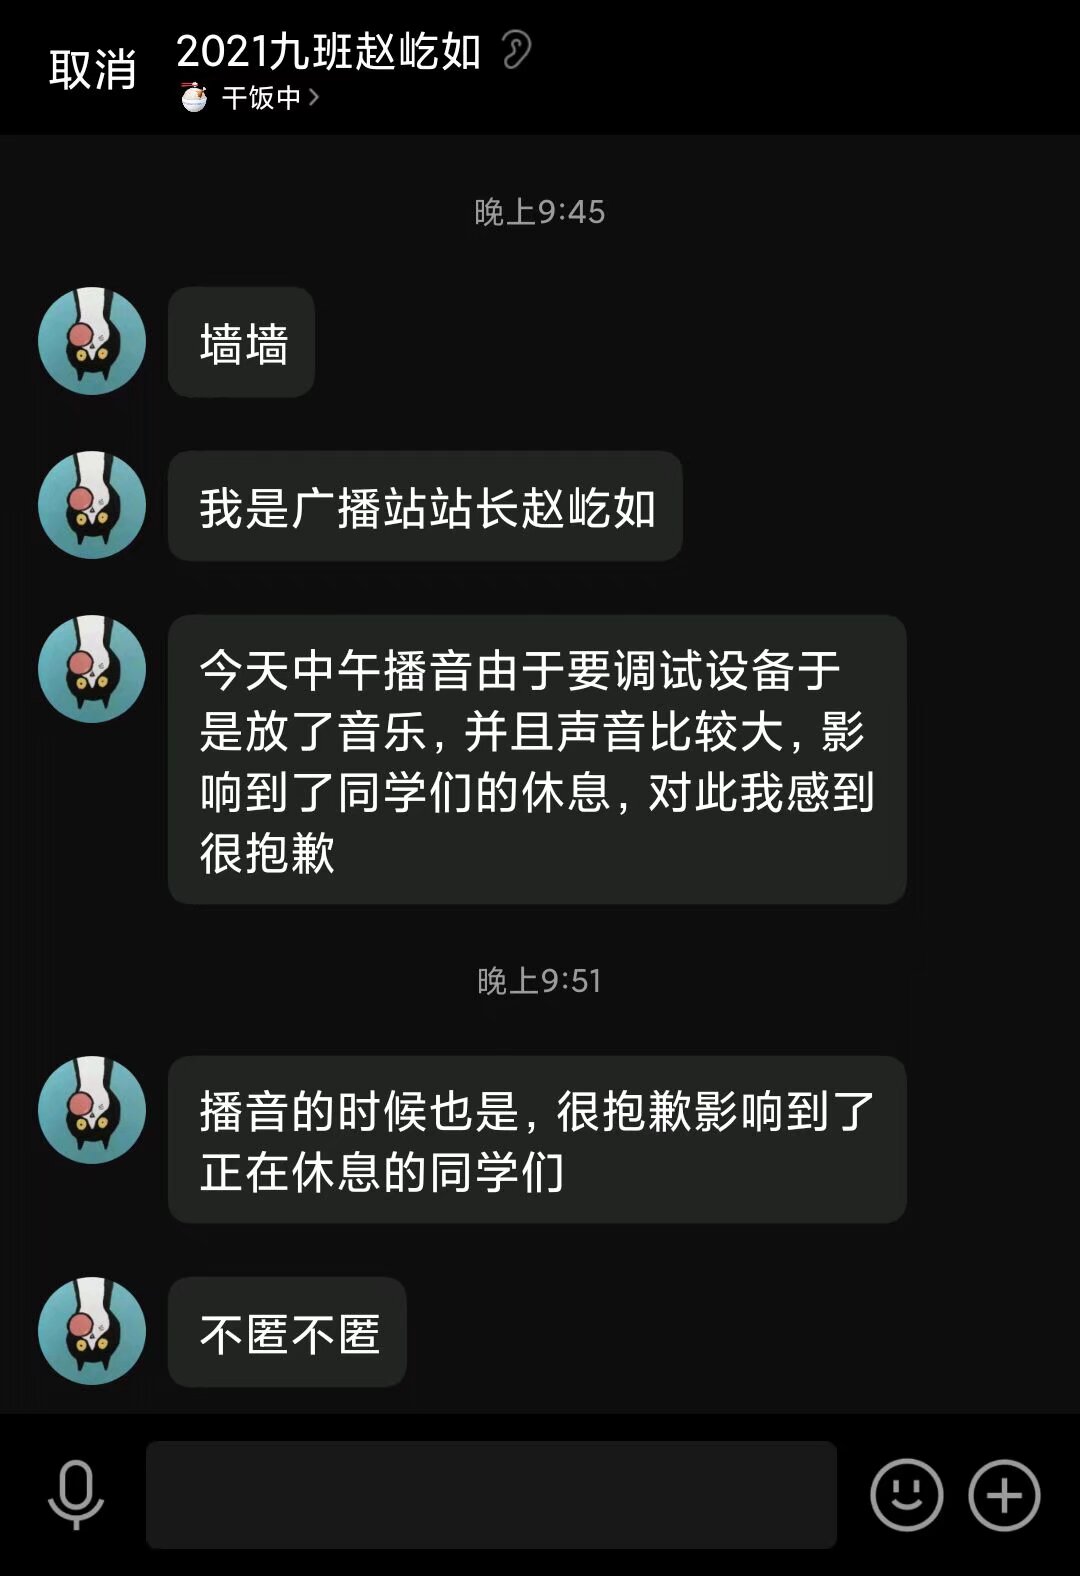 取消
2021九班赵屹如
干饭中
晚上9:45
墙墙
我是广播站站长赵屹如
今天中午播音由于要调试设备于
是放了音乐，并且声音比较大，影
响到了同学们的休息，对此我感到
很抱歉
晚上9:51
播音的时候也是，很抱歉影响到了
正在休息的同学们
不匿不匿